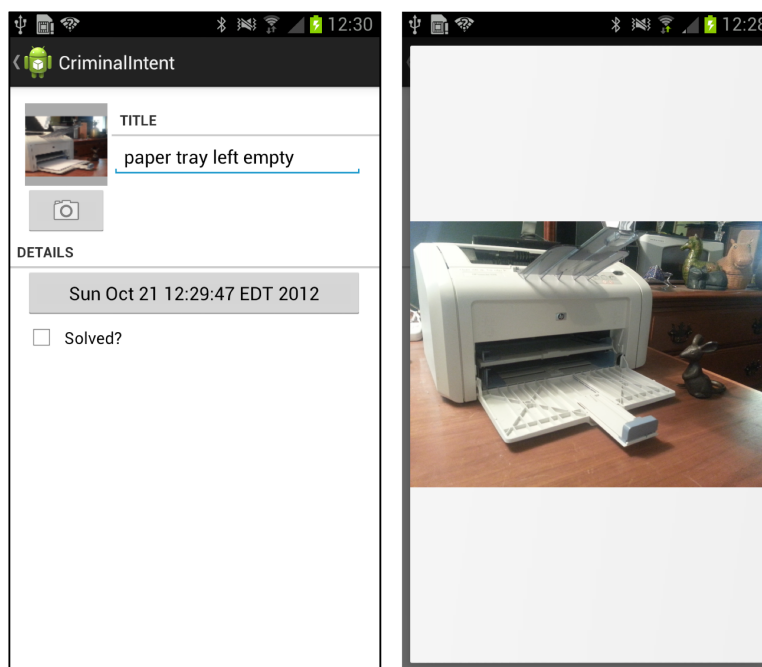 12:30
CriminalIntent
TITLE
paper tray left empty
DETAILS
Sun Oct 21 12:29:47 EDT 2012
Solved?
12:28